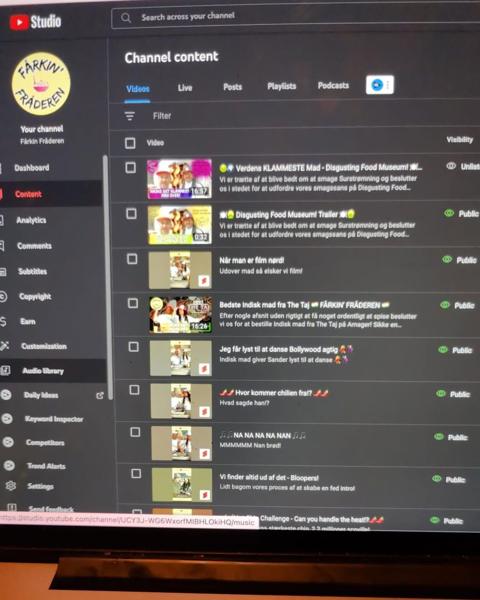 Studio
Search across your channel
FÅRKIN' FRÅDEREN
Your channel
Fårkin Fråderen
Dashboard
Content
Analytics
Comments
Subtitles
Copyright
Earn
Customization
Audio library
Daily Ideas
Keyword Inspector
Competitors
Trend Alerts
Settings
Send feedback
Channel content
Videos Live Posts Playlists Podcasts
Filter
Video Visibility
16:57
🤢🌍 Verdens KLAMMESTE Mad - Disgusting Food Museum! 🍽️...
Vi er trætte af at blive bedt om at smage Surstrømning og beslutter
os i stedet for at udfordre vores smagssans på Disgusting Food...
Unlist
0:32
🍽️🤢 Disgusting Food Museum! Trailer 🍽️🤢
Vi er trætte af at blive bedt om at smage Surstrømning og beslutter
os i stedet for at udfordre vores smagssans på Disgusting Food...
Public
Når man er film nørd!
Udover mad så elsker vi film!
Public
16:26
Bedste Indisk mad fra The Taj 🇮🇳 FÅRKIN' FRÅDEREN 🇮🇳
Efter nogle afsnit uden rigtigt at få noget ordentligt at spise beslutter
vi os for at bestille Indisk mad fra The Taj på Amager! Sikke en...
Public
Jeg får lyst til at danse Bollywood agtig 💃🕺
Indisk mad giver Sander lyst til at danse 💃🕺
Public
🌶️🌶️ Hvor kommer chilien fra!? 🌶️🌶️
Hvad sagde han!?
Public
🎵🎵NA NA NA NA NAN 🎵🎵
MMMMMM Nan brød!
Public
Vi finder altid ud af det - Bloopers!
Lidt bagom vores proces af at skabe en fed intro!
Public
Challenge - Can you handle the heat!? 🌶️🌶️
Public
https://studio.youtube.com/channel/UCY3J-WG6WxorfMIBHLOkiHQ/music